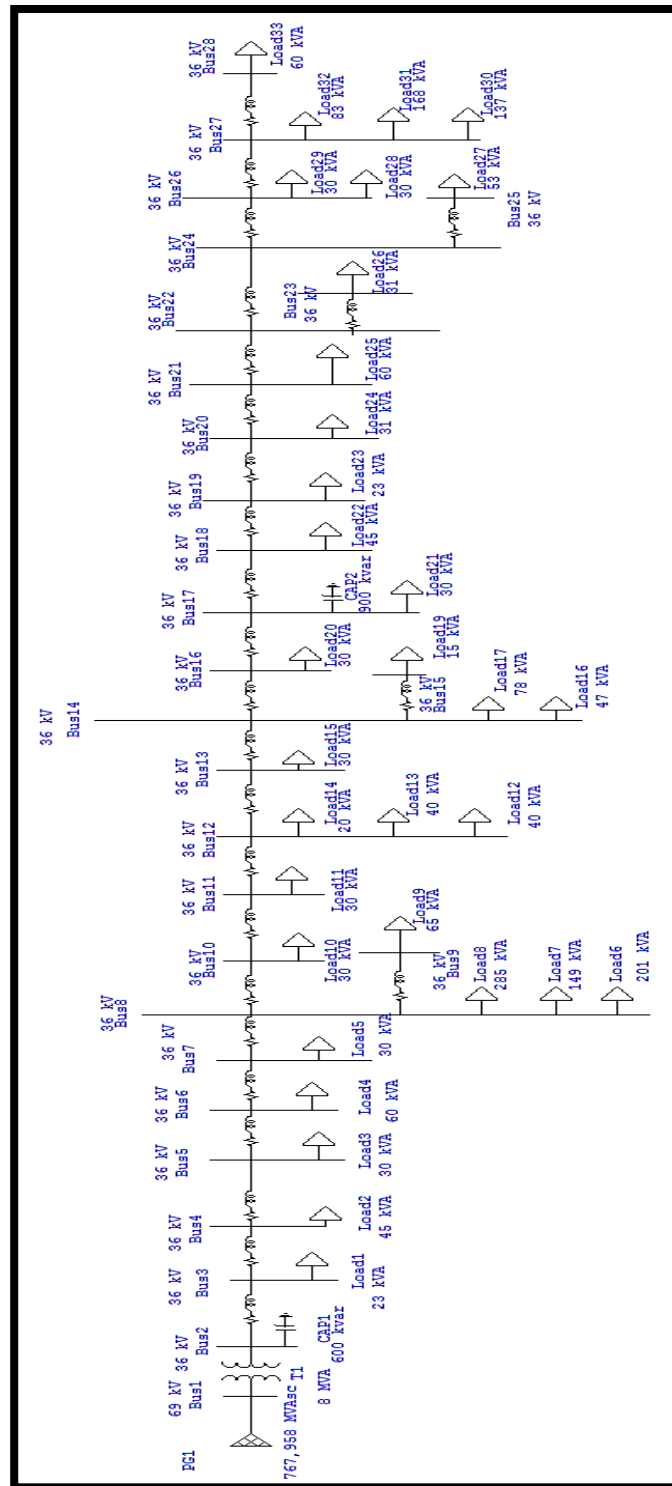 PG1
767,958 MVAsc
69 kV
Bus1
T1
8 MVA
36 kV
Bus2
CAP1
600 kvar
36 kV
Bus3
Load1
23 kVA
36 kV
Bus4
Load2
45 kVA
36 kV
Bus5
Load3
30 kVA
36 kV
Bus6
Load4
60 kVA
36 kV
Bus7
Load5
30 kVA
36 kV
Bus8
36 kV
Bus9
Load9
65 kVA
Load8
285 kVA
Load7
149 kVA
Load6
201 kVA
36 kV
Bus10
Load10
30 kVA
36 kV
Bus11
Load11
30 kVA
36 kV
Bus12
Load14
20 kVA
Load13
40 kVA
Load12
40 kVA
36 kV
Bus13
Load15
30 kVA
36 kV
Bus14
36 kV
Bus15
Load19
15 kVA
Load17
78 kVA
Load16
47 kVA
36 kV
Bus16
Load20
30 kVA
36 kV
Bus17
CAP2
900 kvar
Load21
30 kVA
36 kV
Bus18
Load22
45 kVA
36 kV
Bus19
Load23
23 kVA
36 kV
Bus20
Load24
31 kVA
36 kV
Bus21
Load25
60 kVA
36 kV
Bus22
Bus23
36 kV
Load26
31 kVA
36 kV
Bus24
Bus25
36 kV
Load27
53 kVA
36 kV
Bus26
Load29
30 kVA
Load28
30 kVA
36 kV
Bus27
Load32
83 kVA
Load31
168 kVA
Load30
137 kVA
36 kV
Bus28
Load33
60 kVA